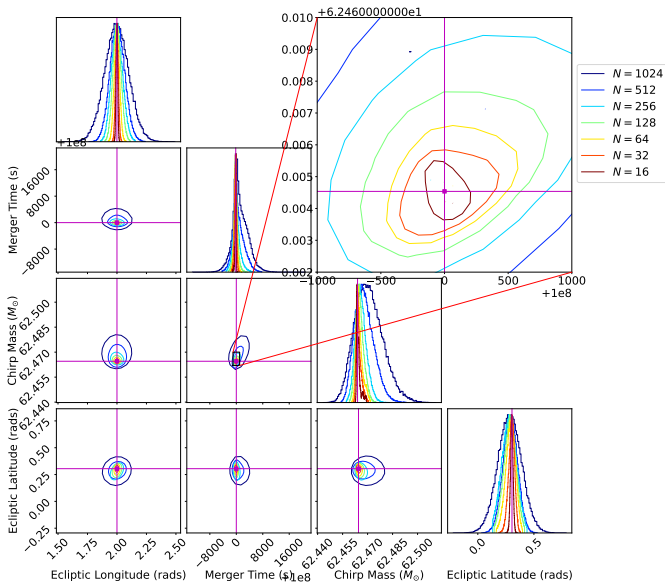 +6.2460000000e1
0.010
0.009
0.008
0.007
0.006
0.005
0.004
0.003
0.002
−1000 −500 0 500 1000
+1e8
N = 1024
N = 512
N = 256
N = 128
N = 64
N = 32
N = 16
+1e8
Merger Time (s)
16000
8000
0
−8000
Chirp Mass (M⊙)
62.500
62.485
62.470
62.455
62.440
Ecliptic Latitude (rads)
0.75
0.50
0.25
0.00
−0.25
1.50 1.75 2.00 2.25 2.50
Ecliptic Longitude (rads)
−8000 0 8000 16000
Merger Time (s)
+1e8
62.440 62.455 62.470 62.485 62.500
Chirp Mass (M⊙)
0.0 0.5
Ecliptic Latitude (rads)